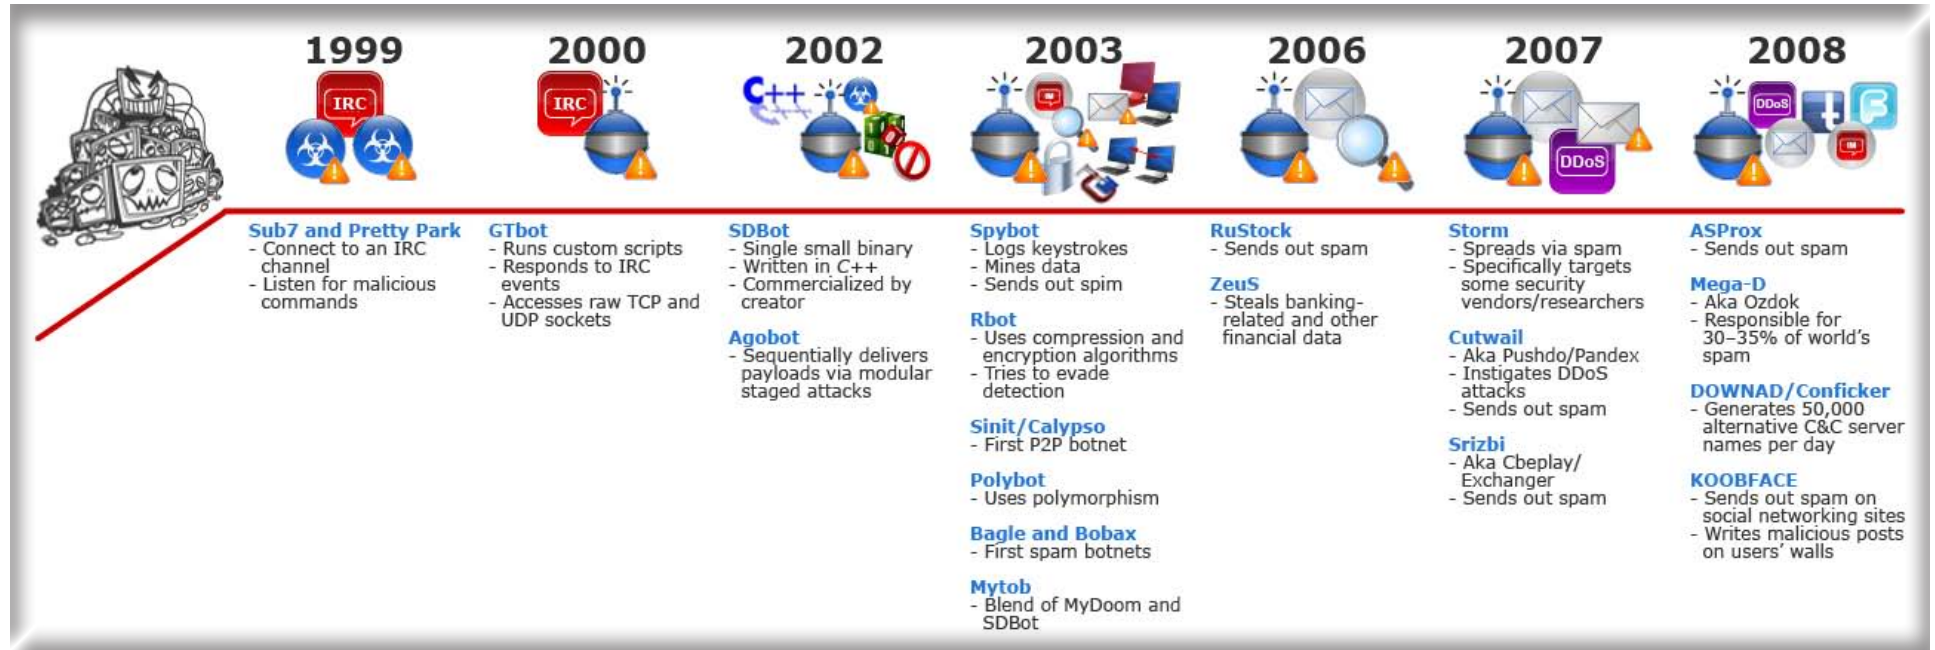 1999
2000
2002
2003
2006
2007
2008
IRC
IRC
C++
IM
DDoS
DDoS
IM
Sub7 and Pretty Park
- Connect to an IRC
channel
- Listen for malicious
commands
GTbot
- Runs custom scripts
- Responds to IRC
events
- Accesses raw TCP and
UDP sockets
SDBot
- Single small binary
- Written in C++
- Commercialized by
creator
Agobot
- Sequentially delivers
payloads via modular
staged attacks
Spybot
- Logs keystrokes
- Mines data
- Sends out spim
Rbot
- Uses compression and
encryption algorithms
- Tries to evade
detection
Sinit/Calypso
- First P2P botnet
Polybot
- Uses polymorphism
Bagle and Bobax
- First spam botnets
Mytob
- Blend of MyDoom and
SDBot
RuStock
- Sends out spam
ZeuS
- Steals banking-
related and other
financial data
Storm
- Spreads via spam
- Specifically targets
some security
vendors/researchers
Cutwail
- Aka Pushdo/Pandex
- Instigates DDoS
attacks
- Sends out spam
Srizbi
- Aka Cbeplay/
Exchanger
- Sends out spam
ASProx
- Sends out spam
Mega-D
- Aka Ozdok
- Responsible for
30–35% of world's
spam
DOWNAD/Conficker
- Generates 50,000
alternative C&C server
names per day
KOOBFACE
- Sends out spam on
social networking sites
- Writes malicious posts
on users' walls